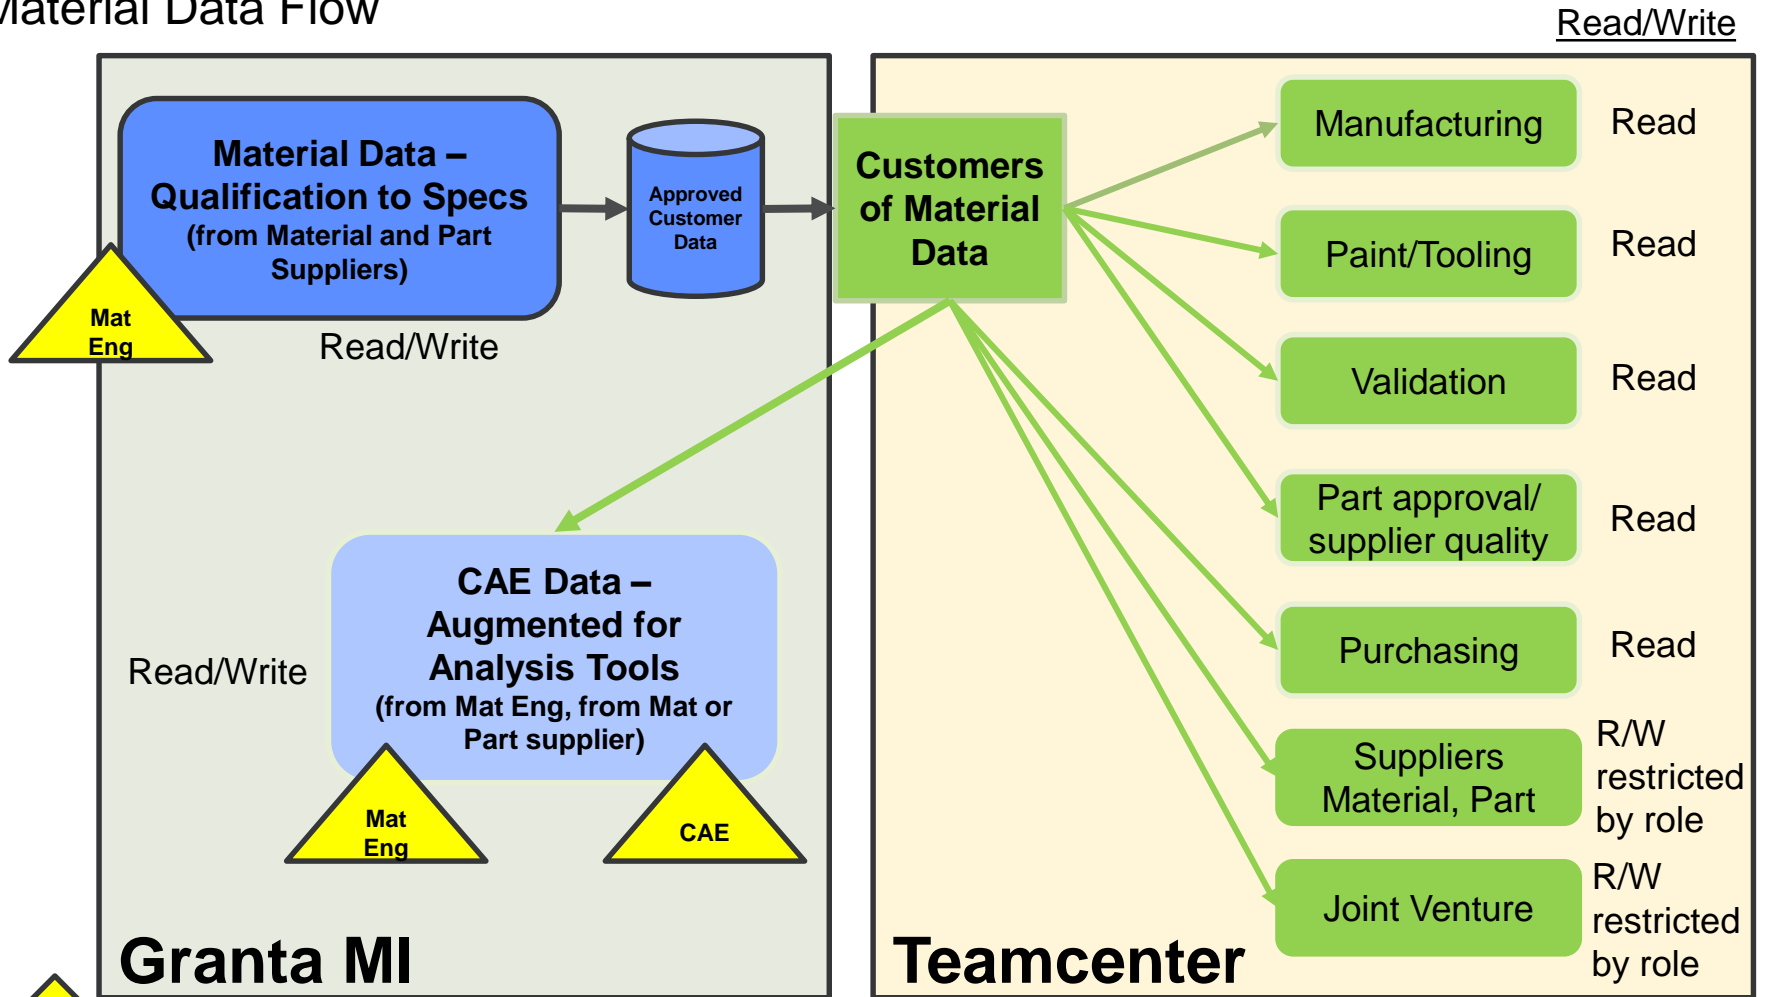 Material Data Flow
Read/Write
Material Data –
Qualification to Specs
(from Material and Part
Suppliers)
Mat
Eng
Read/Write
Approved
Customer
Data
Customers
of Material
Data
Manufacturing
Read
Paint/Tooling
Read
Validation
Read
Part approval/
supplier quality
Read
Purchasing
Read
Suppliers
Material, Part
R/W
restricted
by role
Joint Venture
R/W
restricted
by role
CAE Data –
Augmented for
Analysis Tools
(from Mat Eng, from Mat or
Part supplier)
Read/Write
Mat
Eng
CAE
Granta MI
Teamcenter